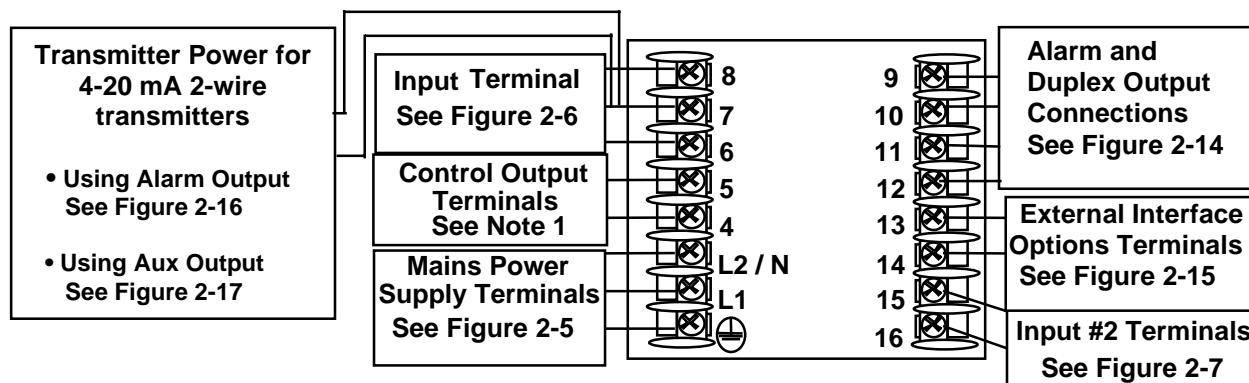 Transmitter Power for
4-20 mA 2-wire
transmitters
• Using Alarm Output
See Figure 2-16
• Using Aux Output
See Figure 2-17
Input Terminal
See Figure 2-6
Control Output
Terminals
See Note 1
Mains Power
Supply Terminals
See Figure 2-5
8
7
6
5
4
L2 / N
L1
9
10
11
12
13
14
15
16
Alarm and
Duplex Output
Connections
See Figure 2-14
External Interface
Options Terminals
See Figure 2-15
Input #2 Terminals
See Figure 2-7